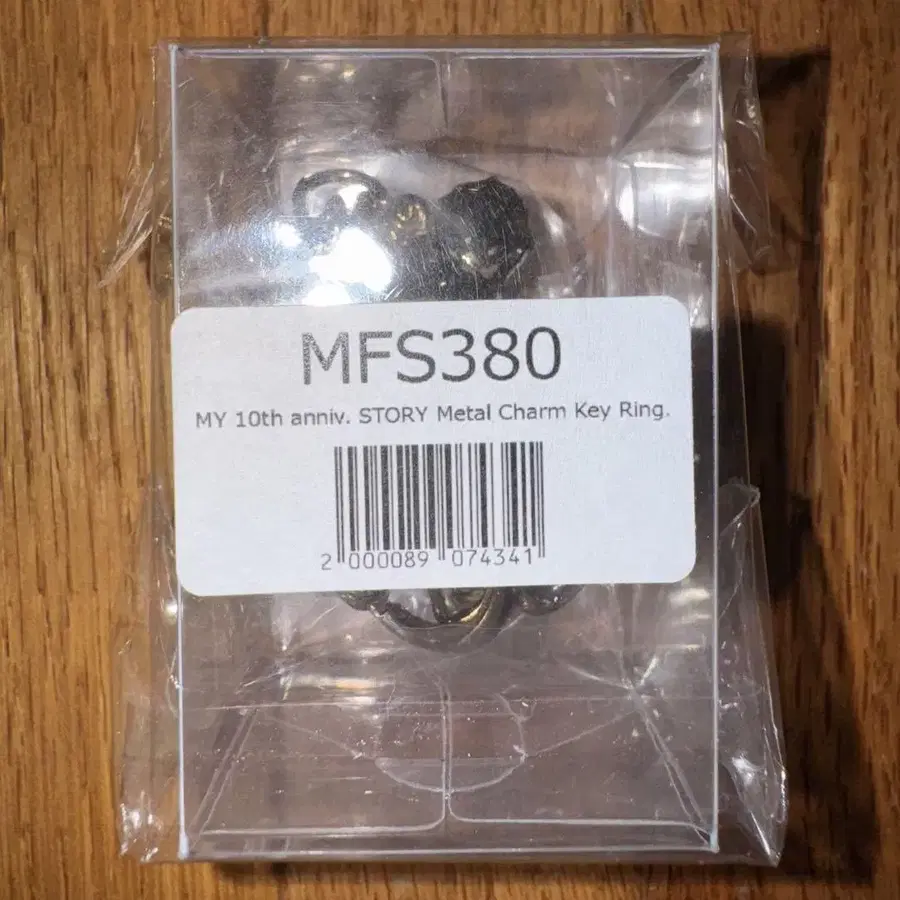 MFS380
MY 10th anniv. STORY Metal Charm Key Ring.
2 000089 074341